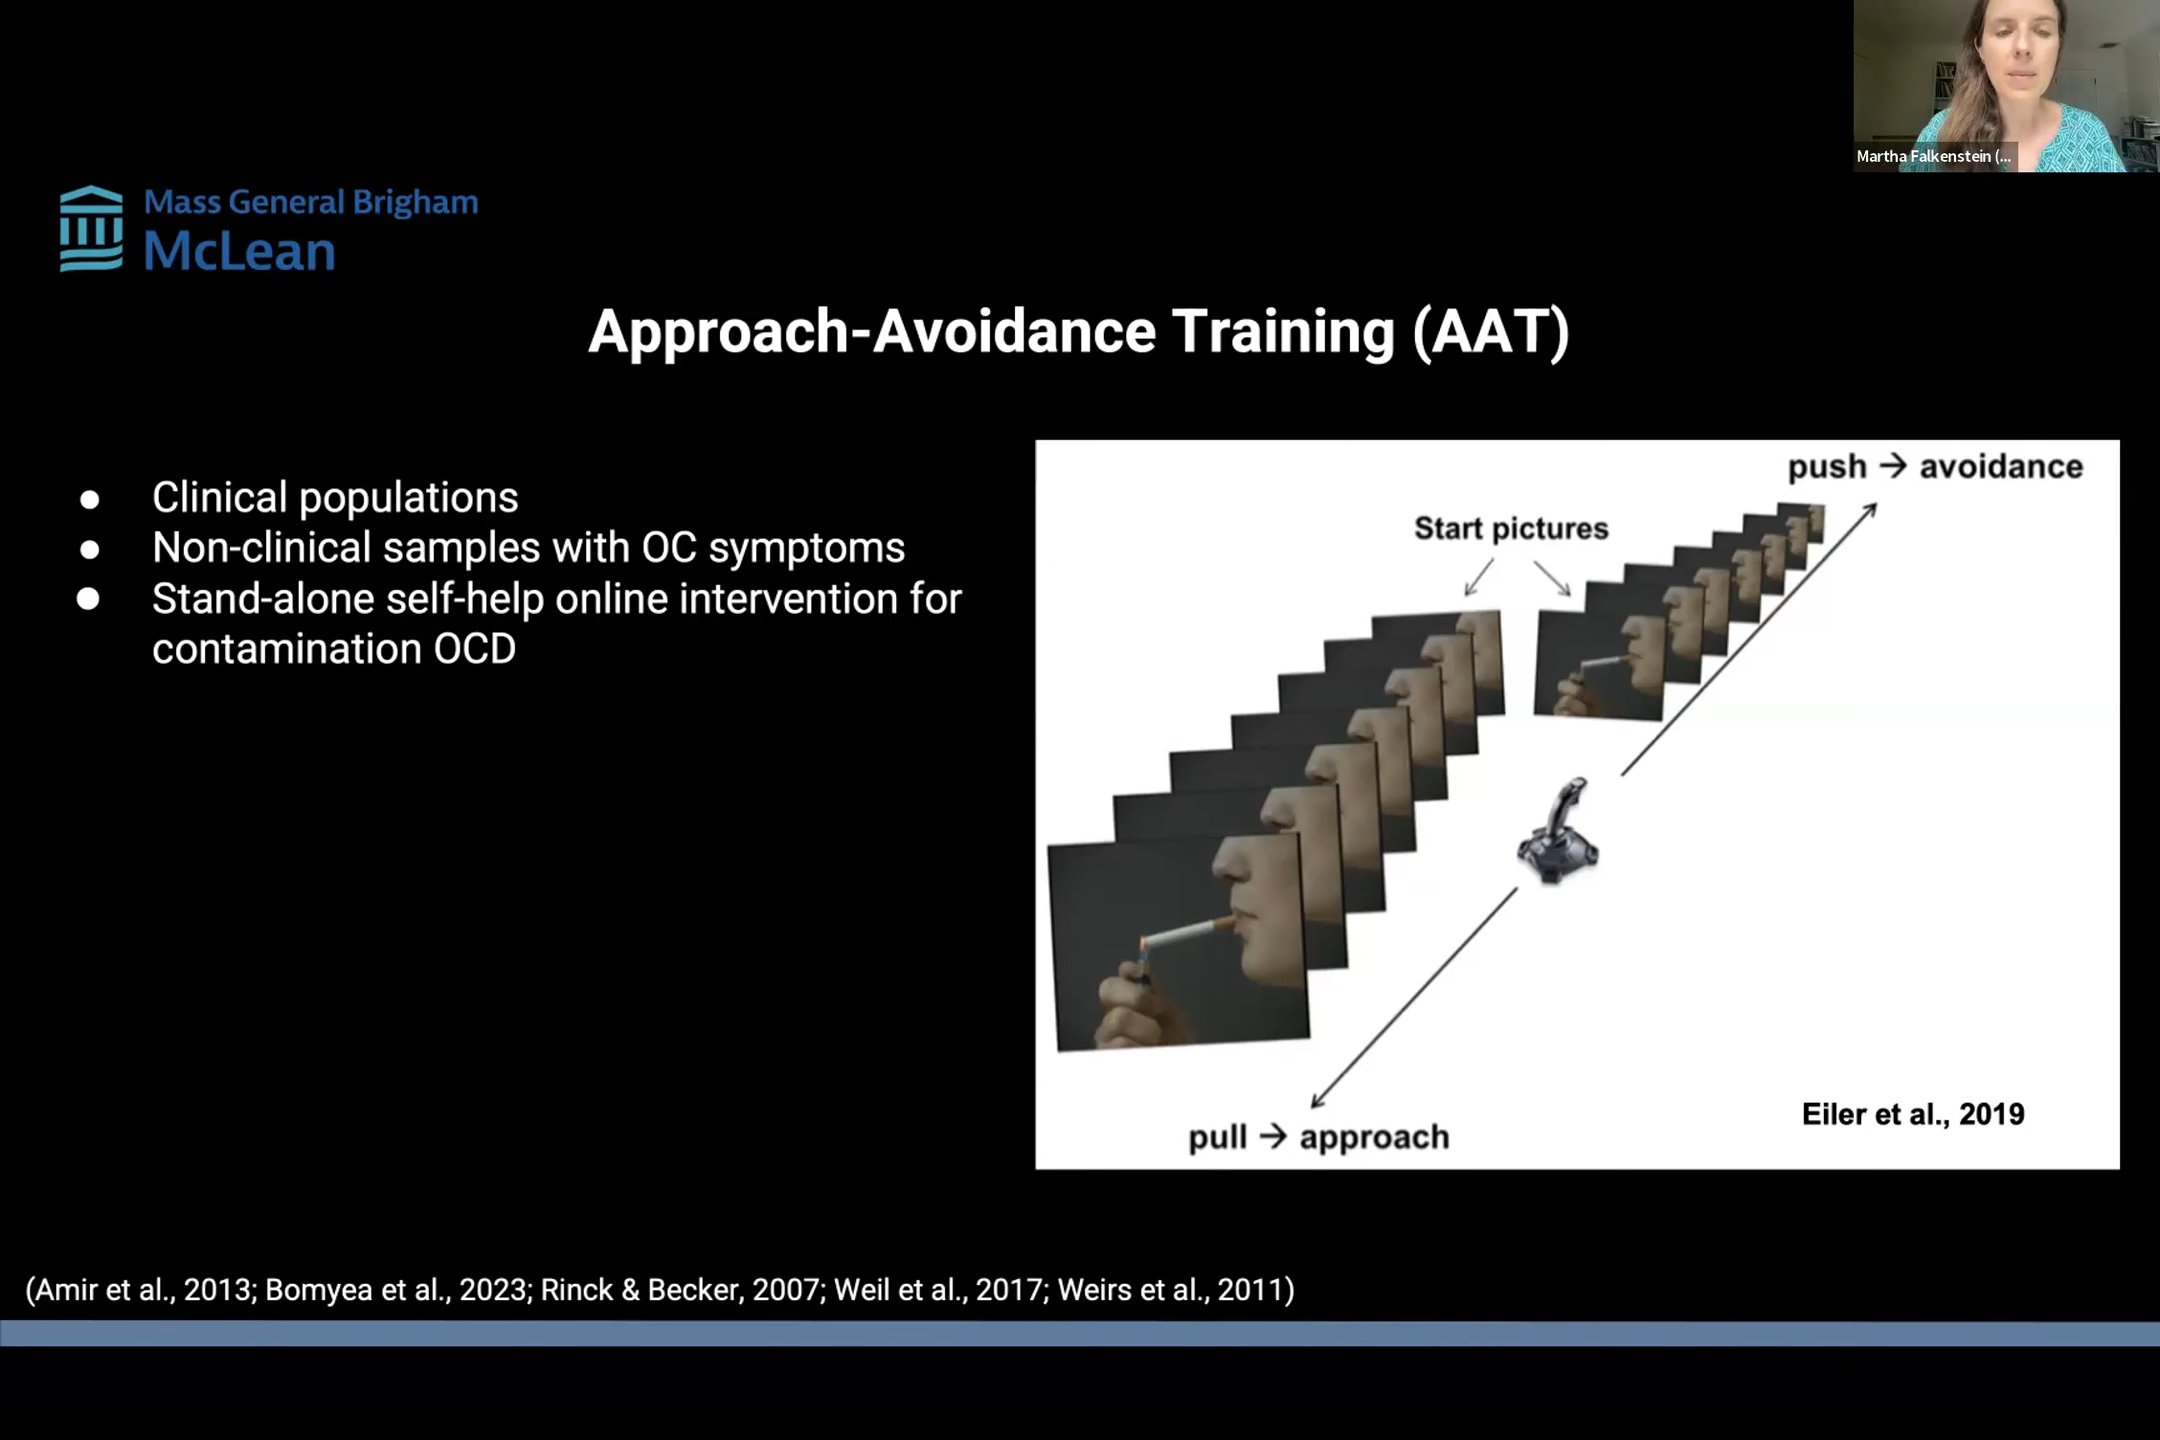 Martha Falkenstein (...
Mass General Brigham
McLean
Approach-Avoidance Training (AAT)
● Clinical populations
● Non-clinical samples with OC symptoms
● Stand-alone self-help online intervention for
contamination OCD
push → avoidance
Start pictures
pull → approach
Eiler et al., 2019
(Amir et al., 2013; Bomyea et al., 2023; Rinck & Becker, 2007; Weil et al., 2017; Weirs et al., 2011)